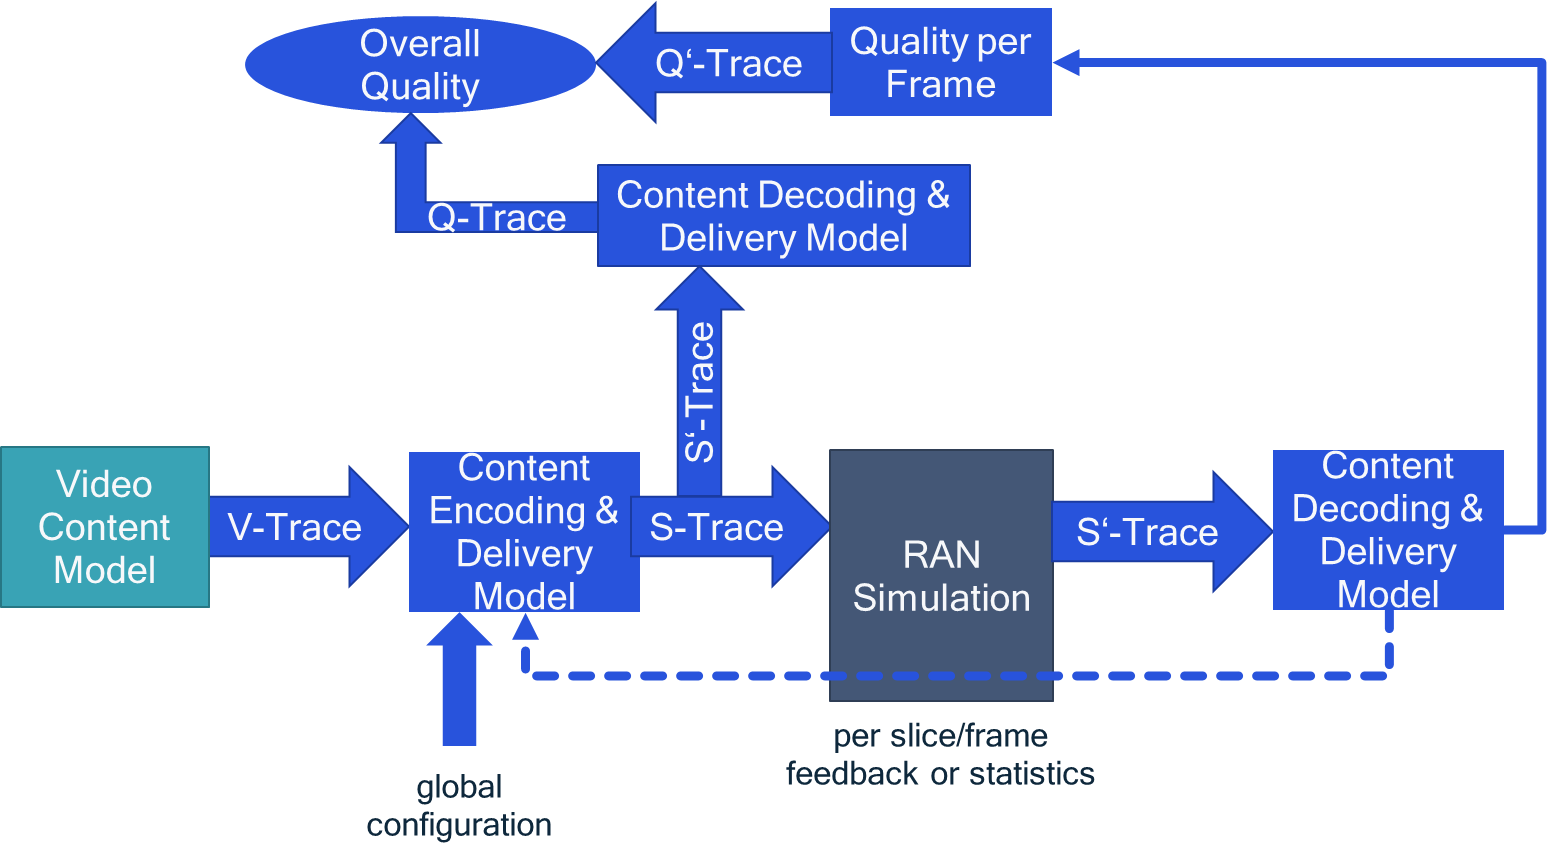 Overall
Quality
Q‘-Trace
Quality per
Frame
Q-Trace
Content Decoding &
Delivery Model
S‘-Trace
Video
Content
Model
V-Trace
Content
Encoding &
Delivery
Model
S-Trace
RAN
Simulation
S‘-Trace
Content
Decoding &
Delivery
Model
per slice/frame
feedback or statistics
global
configuration